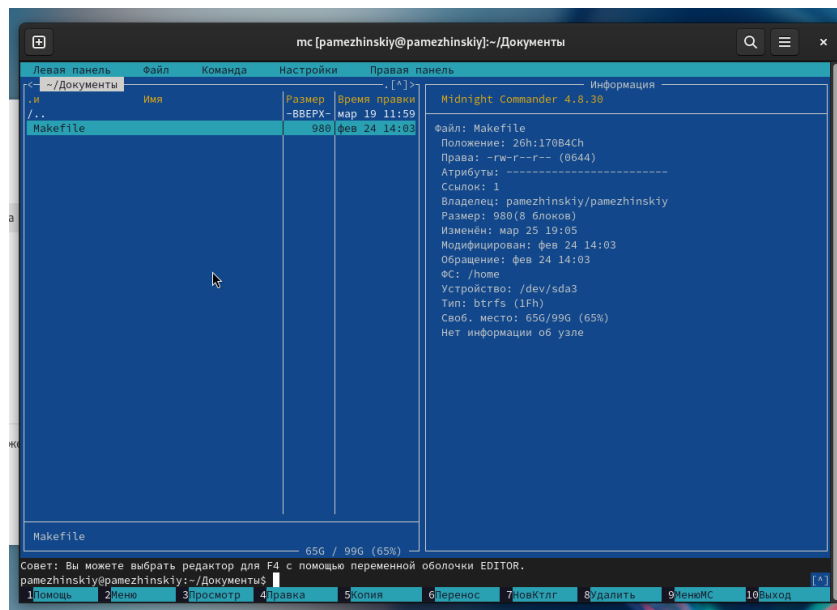 mc [pamezhinskiy@pamezhinskiy]:~/Документы
Левая панель Файл Команда Настройки Правая панель
<- ~/Документы .[^]>
.и Имя Размер Время правки
/.. -ВВЕРХ- мар 19 11:59
Makefile 980 фев 24 14:03
Makefile
65G / 99G (65%)
Информация
Midnight Commander 4.8.30
Файл: Makefile
Положение: 26h:170B4Ch
Права: -rw-r--r-- (0644)
Атрибуты: -------------------------
Ссылок: 1
Владелец: pamezhinskiy/pamezhinskiy
Размер: 980(8 блоков)
Изменён: мар 25 19:05
Модифицирован: фев 24 14:03
Обращение: фев 24 14:03
ФС: /home
Устройство: /dev/sda3
Тип: btrfs (1Fh)
Своб. место: 65G/99G (65%)
Нет информации об узле
Совет: Вы можете выбрать редактор для F4 с помощью переменной оболочки EDITOR.
pamezhinskiy@pamezhinskiy:~/Документы$ [^]
1Помощь 2Меню 3Просмотр 4Правка 5Копия 6Перенос 7НовКтлг 8Удалить 9МенюMC 10Выход